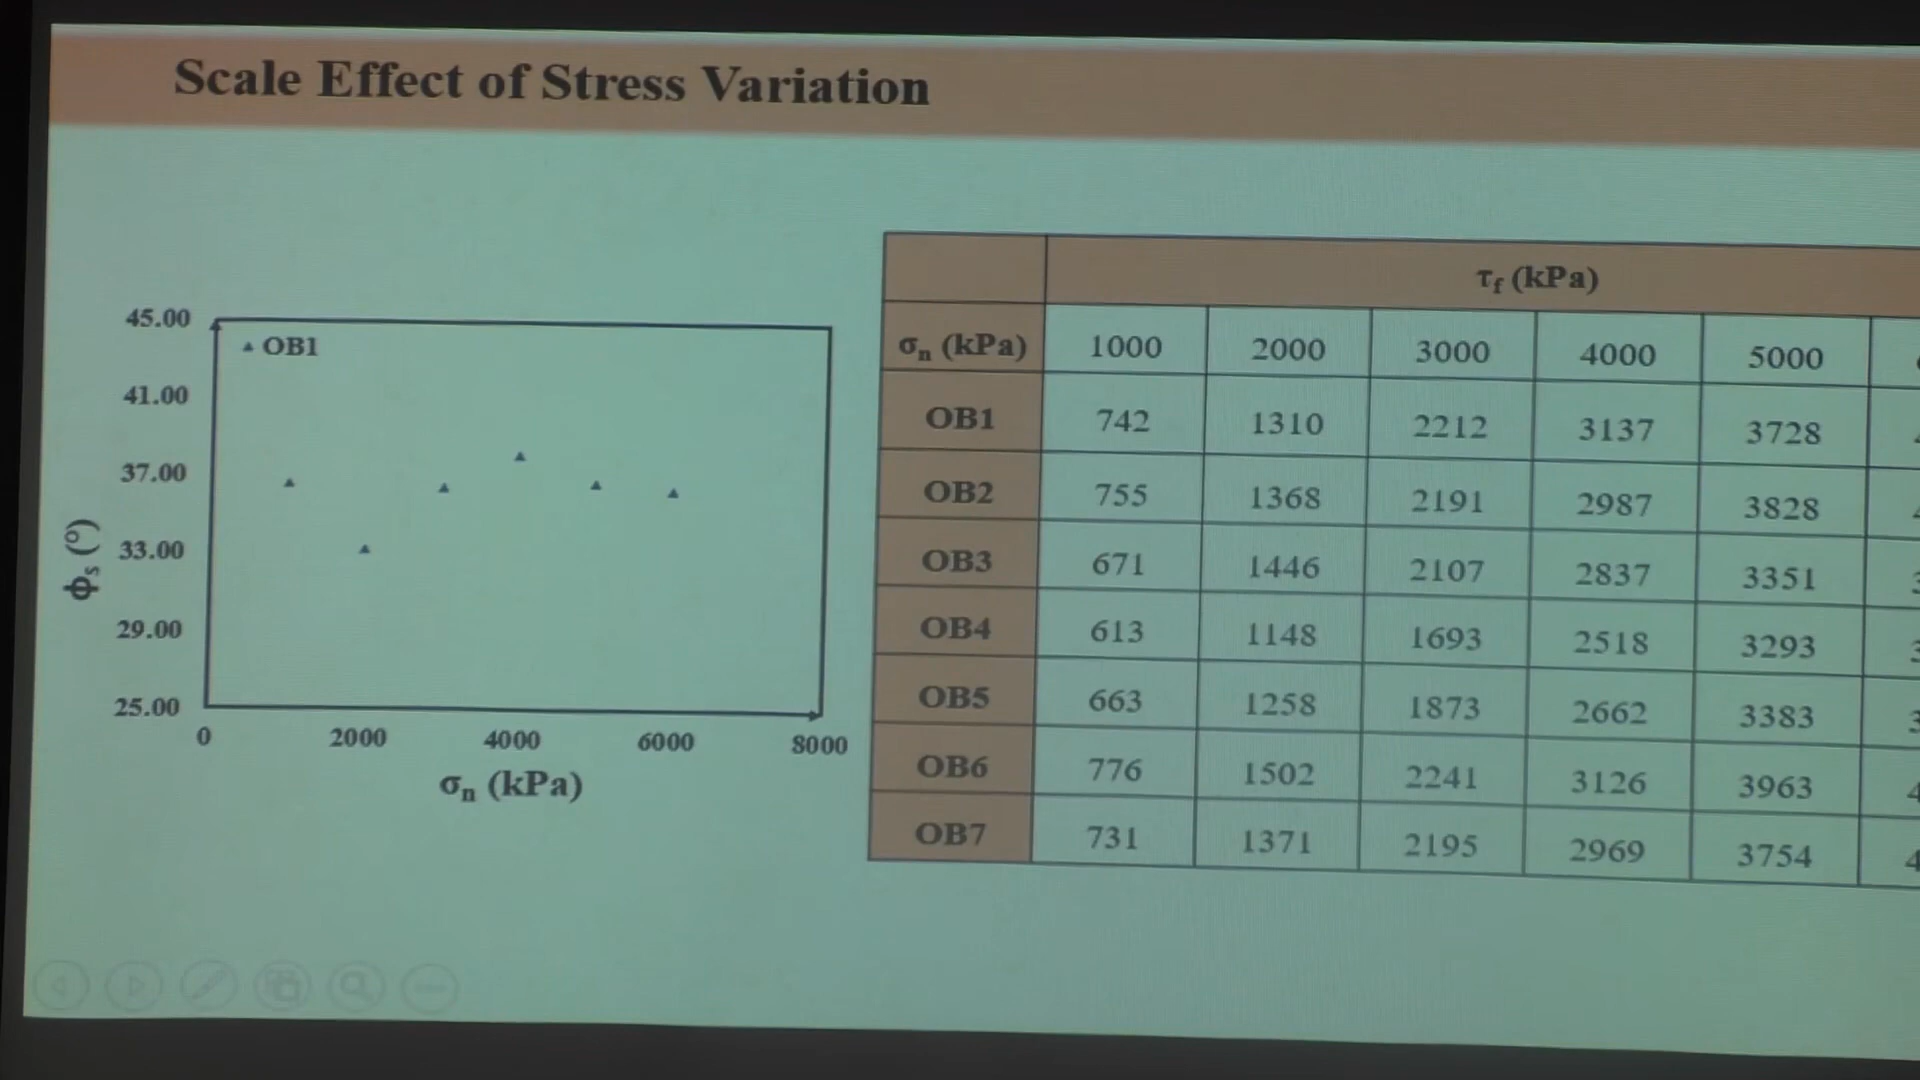 Scale Effect of Stress Variation
45.00
41.00
37.00
33.00
29.00
25.00
ϕs (º)
OB1
0 2000 4000 6000 8000
σn (kPa)
τf (kPa)
σn (kPa) 1000 2000 3000 4000 5000
OB1 742 1310 2212 3137 3728
OB2 755 1368 2191 2987 3828
OB3 671 1446 2107 2837 3351
OB4 613 1148 1693 2518 3293
OB5 663 1258 1873 2662 3383
OB6 776 1502 2241 3126 3963
OB7 731 1371 2195 2969 3754